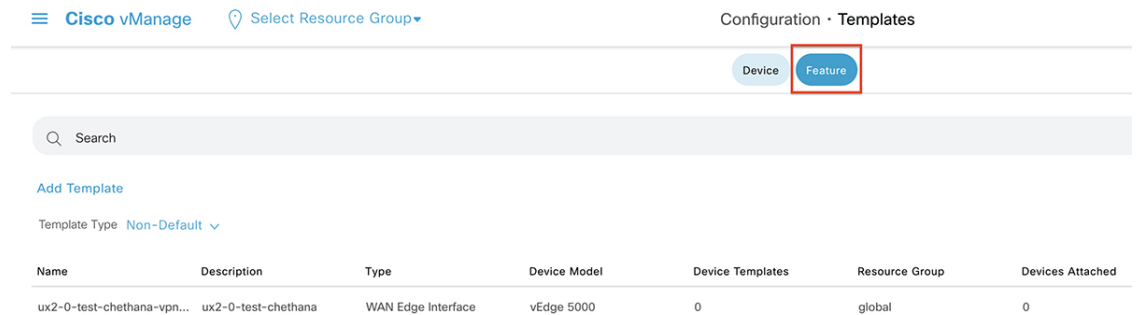 Cisco vManage Select Resource Group Configuration · Templates
Device Feature
Search
Add Template
Template Type Non-Default
Name Description Type Device Model Device Templates Resource Group Devices Attached
ux2-0-test-chethana-vpn... ux2-0-test-chethana WAN Edge Interface vEdge 5000 0 global 0